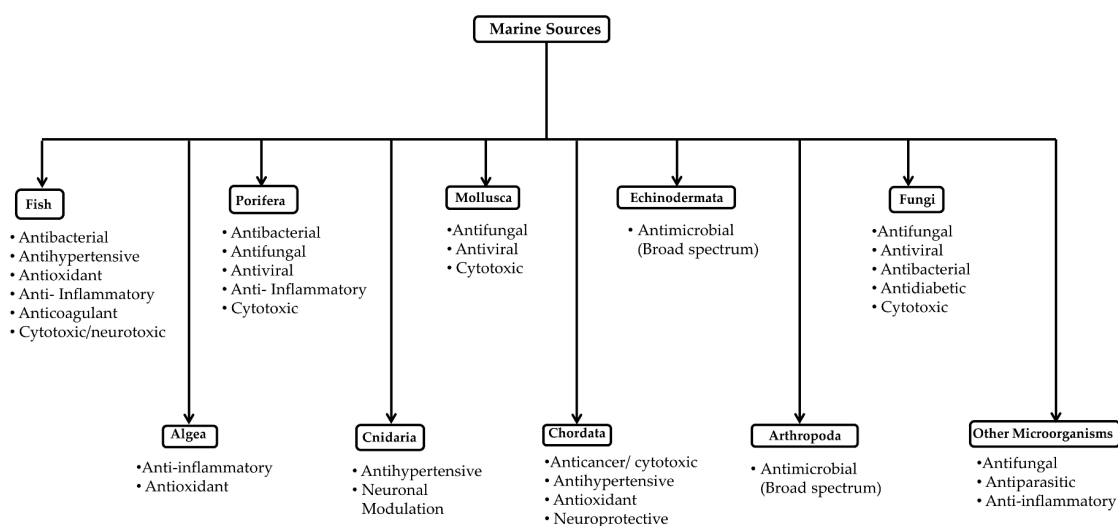 Marine Sources
Fish
• Antibacterial
• Antihypertensive
• Antioxidant
• Anti- Inflammatory
• Anticoagulant
• Cytotoxic/neurotoxic
Porifera
• Antibacterial
• Antifungal
• Antiviral
• Anti- Inflammatory
• Cytotoxic
Mollusca
•Antifungal
• Antiviral
• Cytotoxic
Echinodermata
• Antimicrobial
(Broad spectrum)
Fungi
•Antifungal
• Antiviral
• Antibacterial
• Antidiabetic
• Cytotoxic
Algea
•Anti-inflammatory
• Antioxidant
Cnidaria
• Antihypertensive
• Neuronal
Modulation
Chordata
•Anticancer/ cytotoxic
• Antihypertensive
• Antioxidant
• Neuroprotective
Arthropoda
• Antimicrobial
(Broad spectrum)
Other Microorganisms
•Antifungal
• Antiparasitic
• Anti-inflammatory